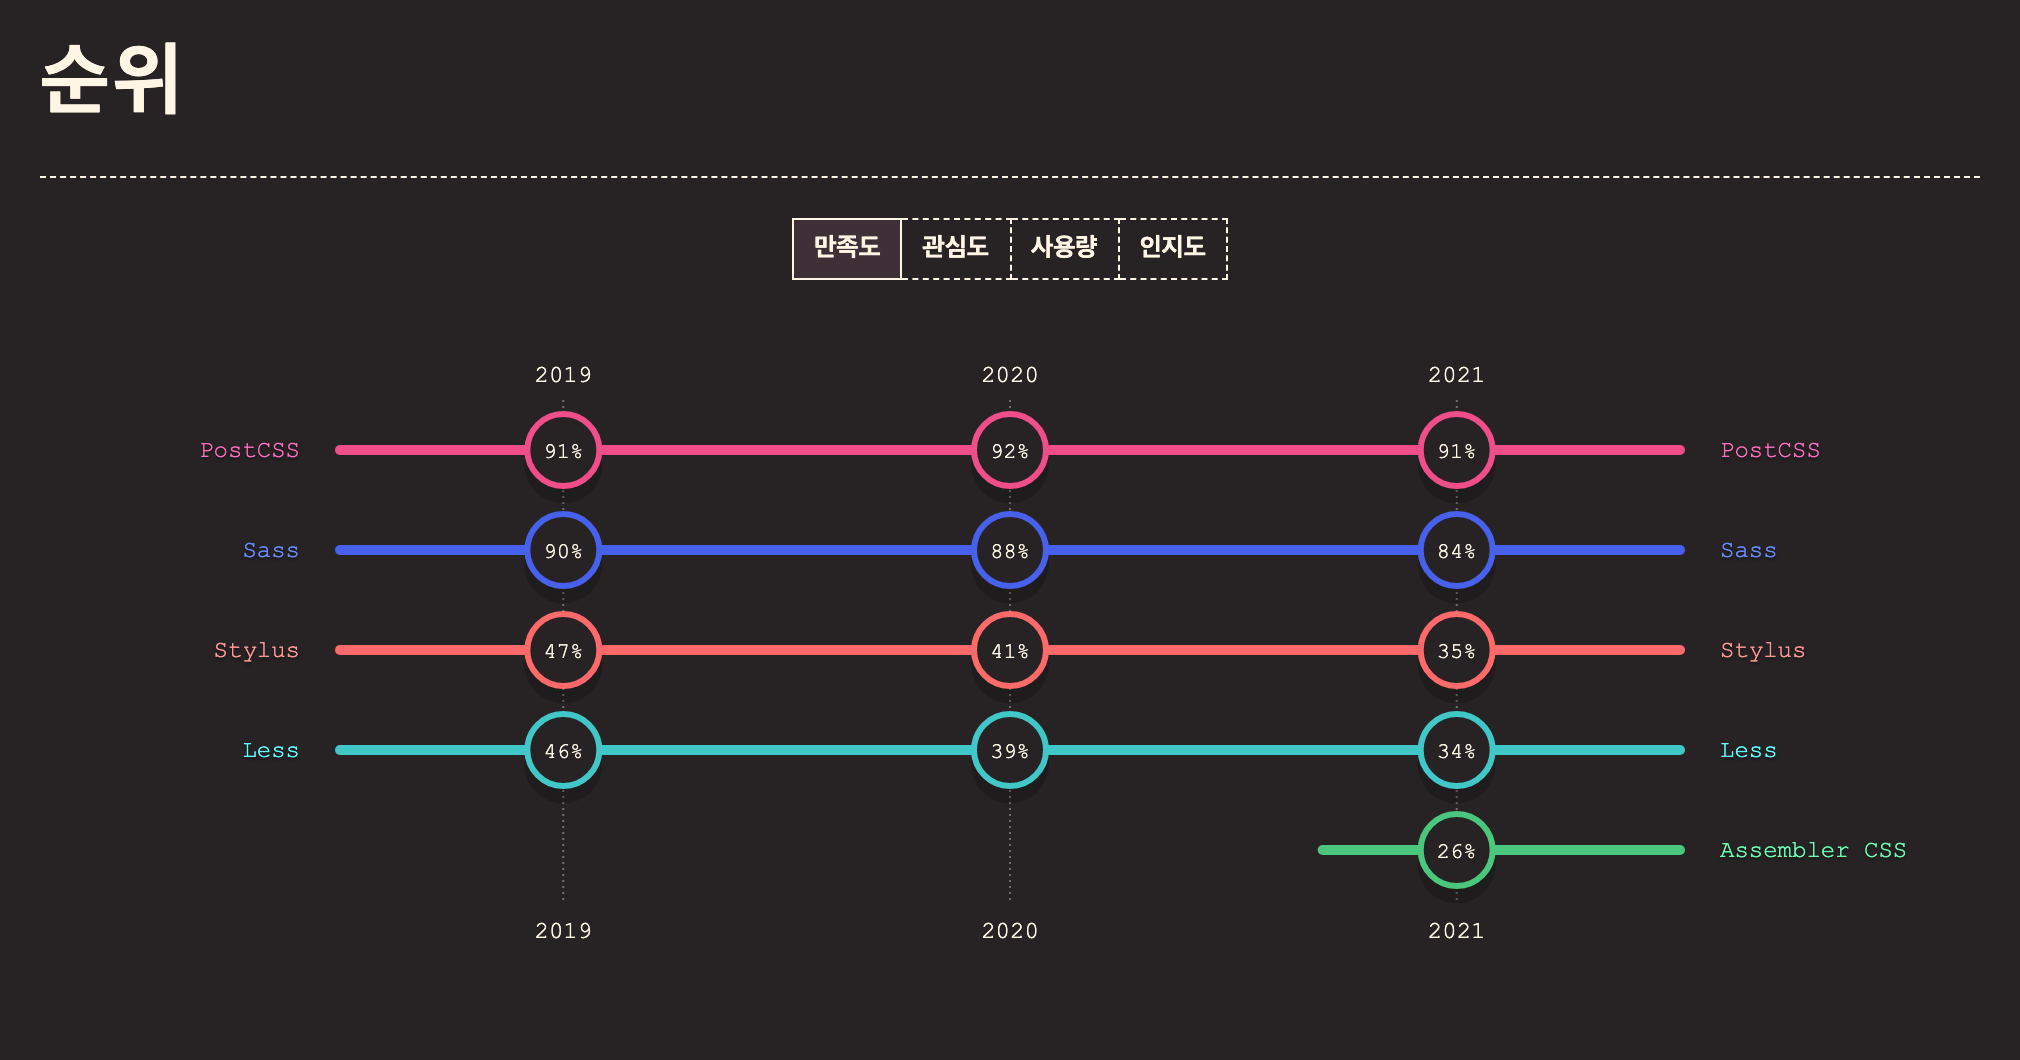 순위
만족도 관심도 사용량 인지도
2019 2020 2021
PostCSS 91% 92% 91% PostCSS
Sass 90% 88% 84% Sass
Stylus 47% 41% 35% Stylus
Less 46% 39% 34% Less
26% Assembler CSS
2019 2020 2021